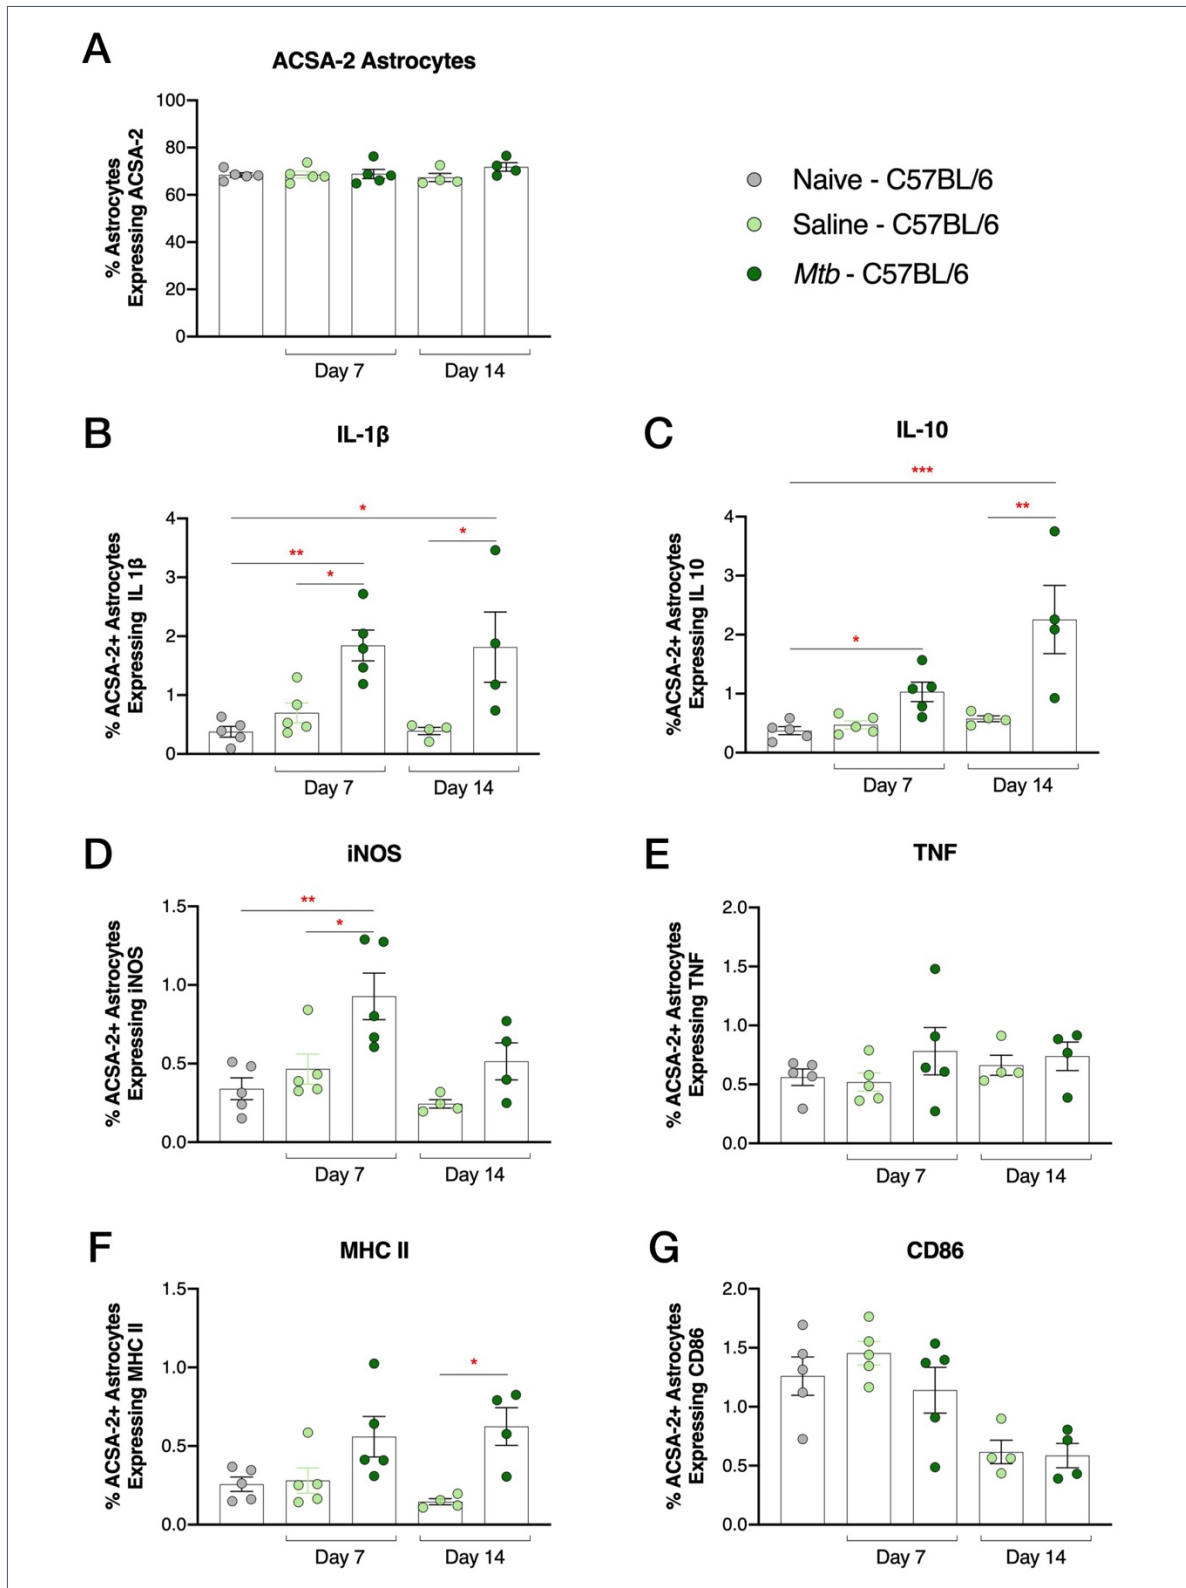 A
ACSA-2 Astrocytes
% Astrocytes
Expressing ACSA-2
100
80
60
40
20
0
Day 7
Day 14
Naive - C57BL/6
Saline - C57BL/6
Mtb - C57BL/6
B
IL-1β
% ACSA-2+ Astrocytes
Expressing IL 1β
4
3
2
1
0
*
**
*
*
Day 7
Day 14
C
IL-10
%ACSA-2+ Astrocytes
Expressing IL 10
4
3
2
1
0
***
**
*
Day 7
Day 14
D
iNOS
% ACSA-2+ Astrocytes
Expressing iNOS
1.5
1.0
0.5
0.0
**
*
Day 7
Day 14
E
TNF
% ACSA-2+ Astrocytes
Expressing TNF
2.0
1.5
1.0
0.5
0.0
Day 7
Day 14
F
MHC II
% ACSA-2+ Astrocytes
Expressing MHC II
1.5
1.0
0.5
0.0
*
Day 7
Day 14
G
CD86
% ACSA-2+ Astrocytes
Expressing CD86
2.0
1.5
1.0
0.5
0.0
Day 7
Day 14